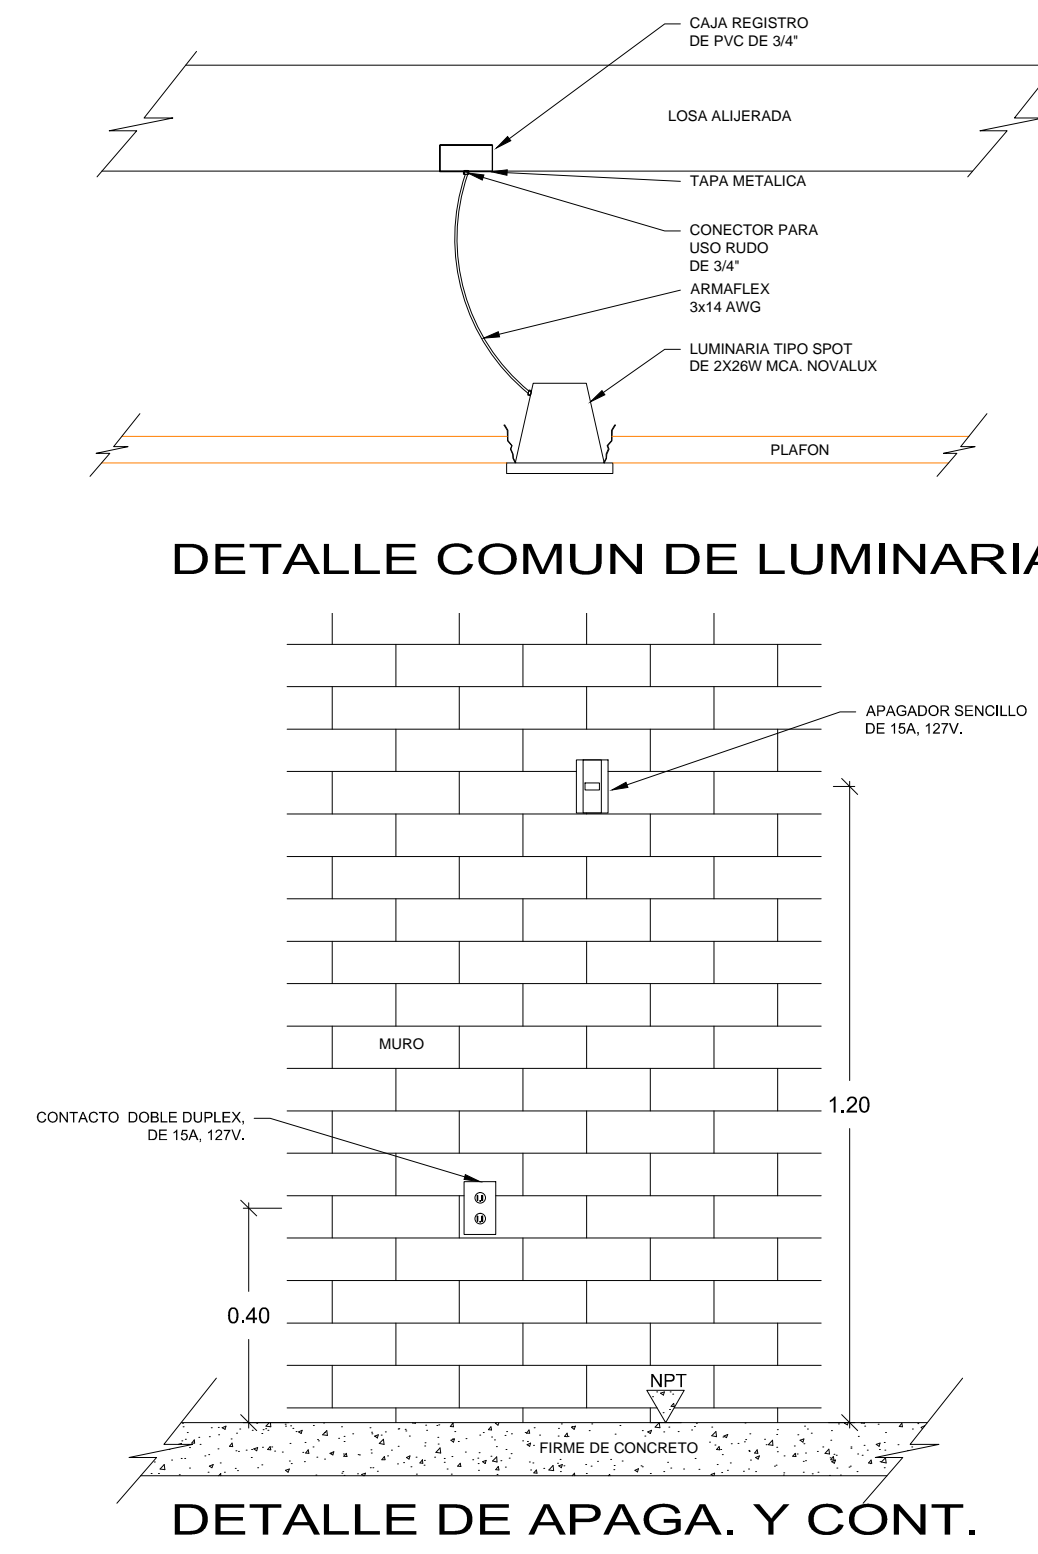 CAJA REGISTRO
DE PVC DE 3/4"
LOSA ALIJERADA
TAPA METALICA
CONECTOR PARA
USO RUDO
DE 3/4"
ARMAFLEX
3x14 AWG
LUMINARIA TIPO SPOT
DE 2X26W MCA. NOVALUX
PLAFON
DETALLE COMUN DE LUMINARIA
APAGADOR SENCILLO
DE 15A, 127V.
MURO
1.20
CONTACTO DOBLE DUPLEX,
DE 15A, 127V.
0.40
NPT
FIRME DE CONCRETO
DETALLE DE APAGA. Y CONT.